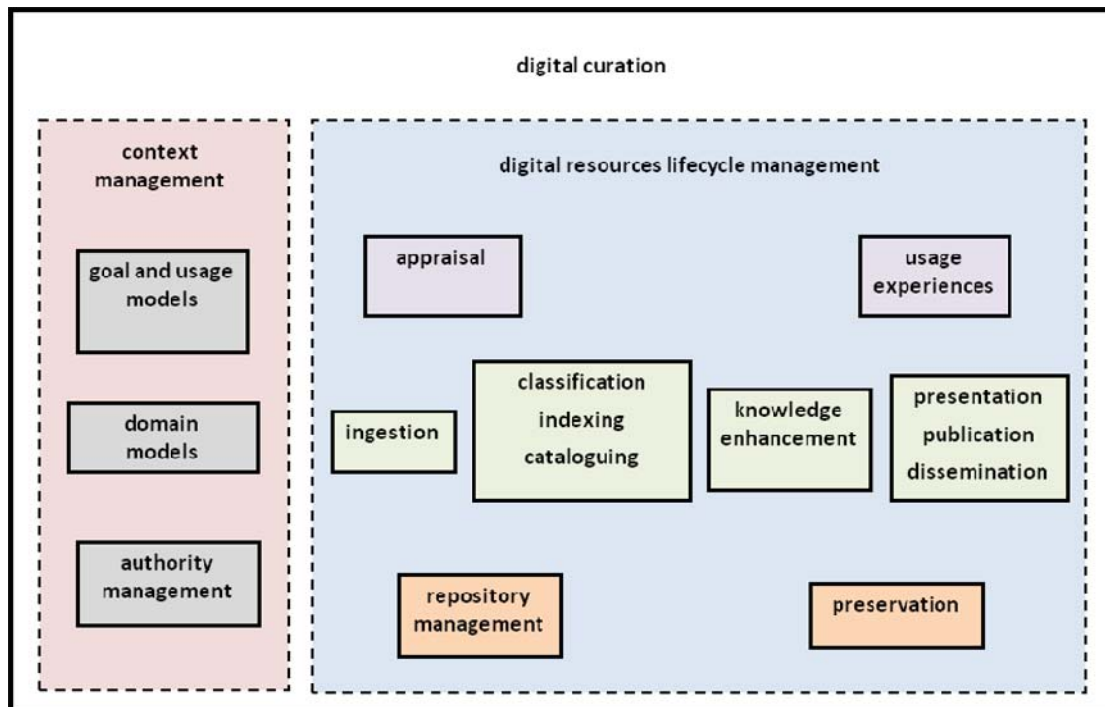 digital curation
context
management
goal and usage
models
domain
models
authority
management
digital resources lifecycle management
appraisal
usage
experiences
ingestion
classification
indexing
cataloguing
knowledge
enhancement
presentation
publication
dissemination
repository
management
preservation